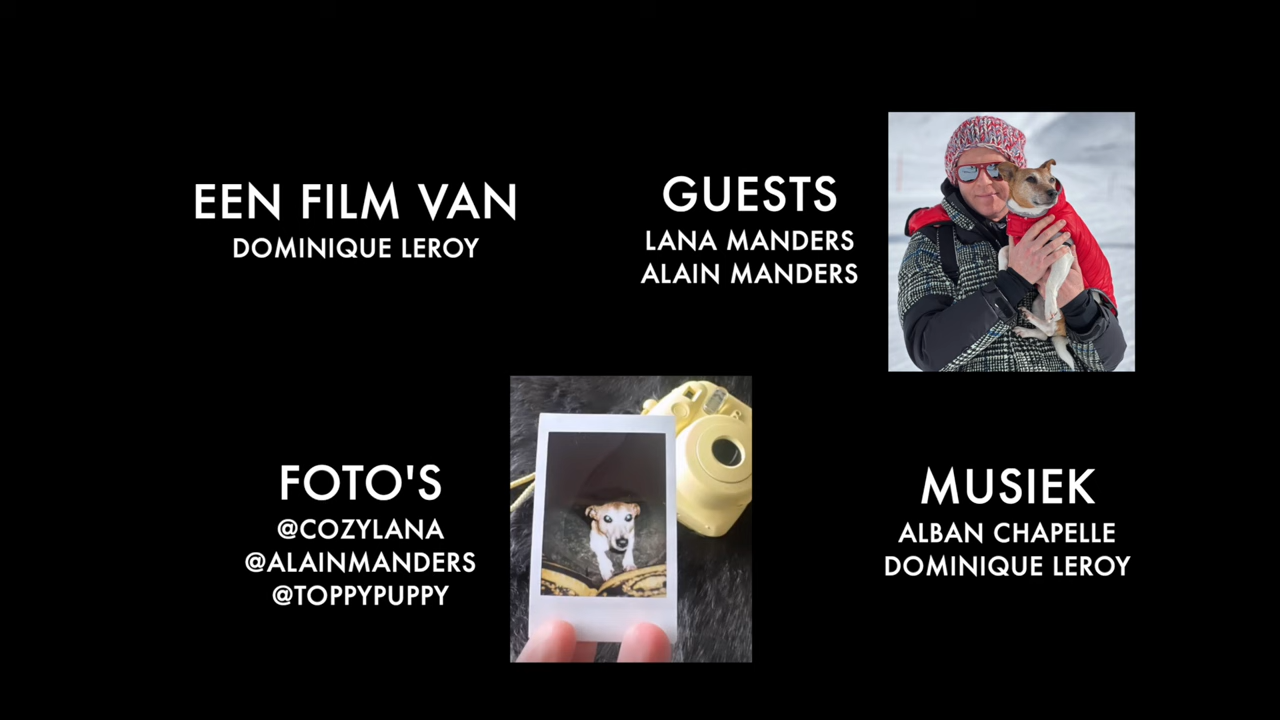 EEN FILM VAN
DOMINIQUE LEROY
GUESTS
LANA MANDERS
ALAIN MANDERS
FOTO'S
@COZYLANA
@ALAINMANDERS
@TOPPYPUPPY
MUSIEK
ALBAN CHAPELLE
DOMINIQUE LEROY